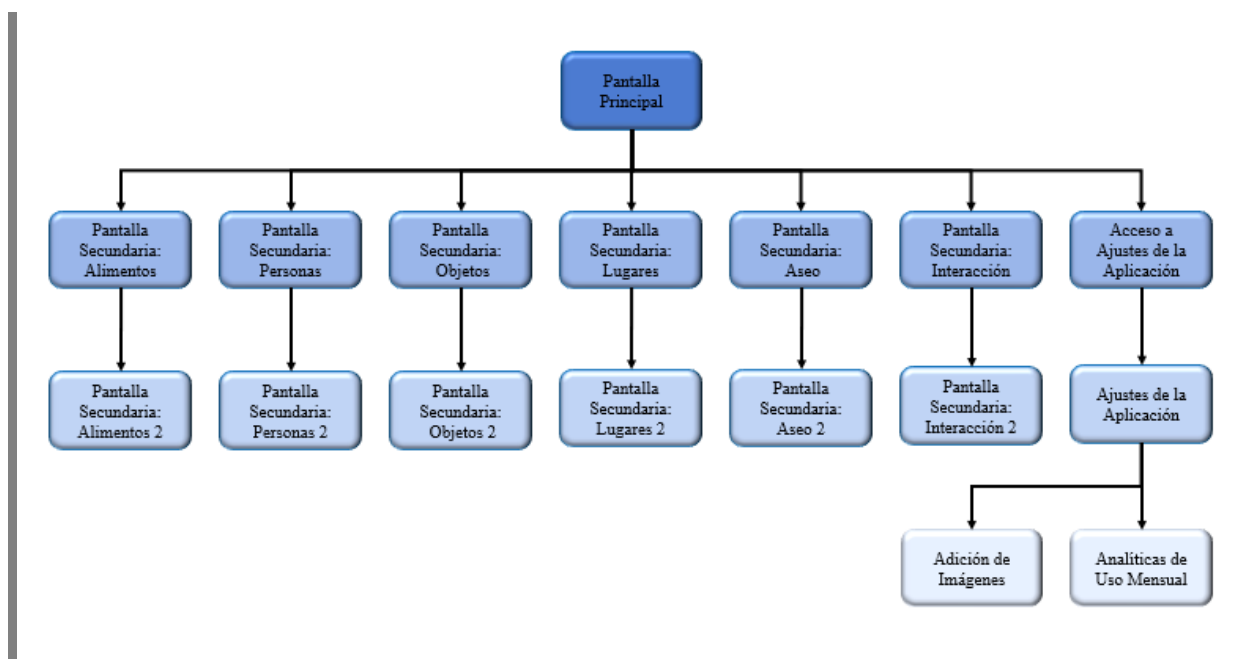 Pantalla
Principal
Pantalla
Secundaria:
Alimentos
Pantalla
Secundaria:
Personas
Pantalla
Secundaria:
Objetos
Pantalla
Secundaria:
Lugares
Pantalla
Secundaria:
Aseo
Pantalla
Secundaria:
Interacción
Acceso a
Ajustes de la
Aplicación
Pantalla
Secundaria:
Alimentos 2
Pantalla
Secundaria:
Personas 2
Pantalla
Secundaria:
Objetos 2
Pantalla
Secundaria:
Lugares 2
Pantalla
Secundaria:
Aseo 2
Pantalla
Secundaria:
Interacción 2
Ajustes de la
Aplicación
Adición de
Imágenes
Analíticas de
Uso Mensual